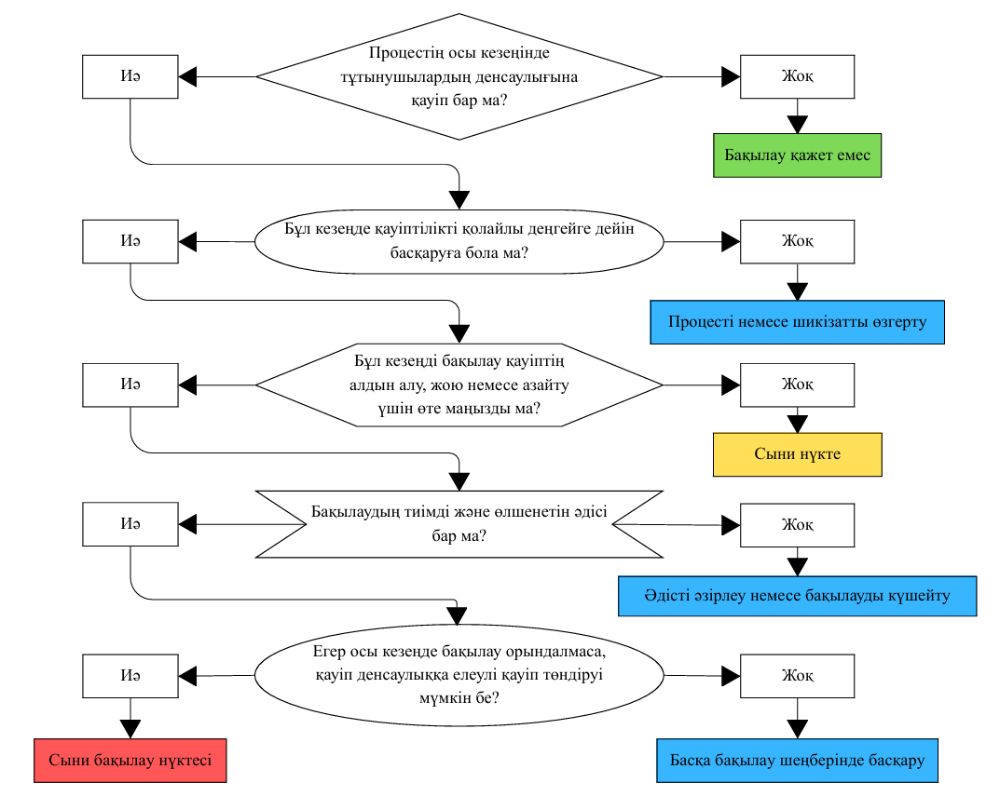 Процестің осы кезеңінде
тұтынушылардың денсаулығына
қауіп бар ма?
Иә
Жоқ
Бақылау қажет емес
Бұл кезеңде қауіптілікті қолайлы деңгейге дейін
басқаруға бола ма?
Иә
Жоқ
Процесті немесе шикізатты өзгерту
Бұл кезеңді бақылау қауіптің
алдын алу, жою немесе азайту
үшін өте маңызды ма?
Иә
Жоқ
Сыни нүкте
Бақылаудың тиімді және өлшенетін әдісі
бар ма?
Иә
Жоқ
Әдісті әзірлеу немесе бақылауды күшейту
Егер осы кезеңде бақылау орындалмаса,
қауіп денсаулыққа елеулі қауіп төндіруі
мүмкін бе?
Иә
Жоқ
Сыни бақылау нүктесі
Басқа бақылау шеңберінде басқару